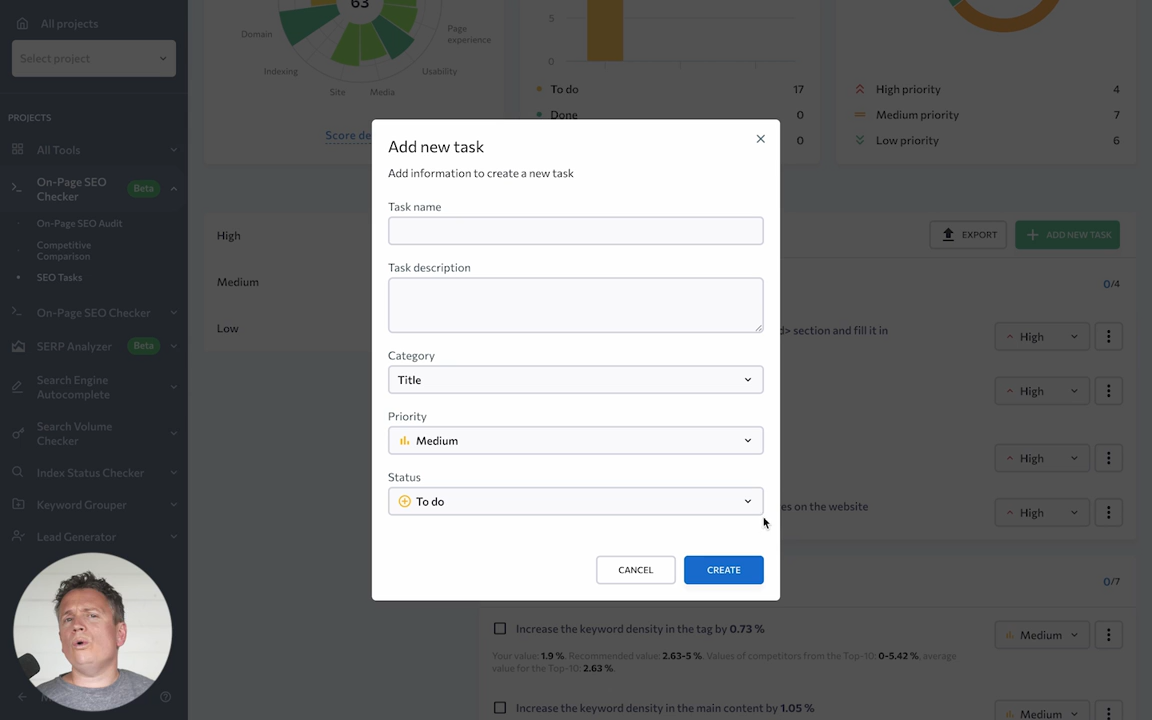 All projects
Select project
PROJECTS
All Tools
On-Page SEO
Checker
Beta
On-Page SEO Audit
Competitive
Comparison
SEO Tasks
On-Page SEO Checker
SERP Analyzer
Beta
Search Engine
Autocomplete
Search Volume
Checker
Index Status Checker
Keyword Grouper
Lead Generator
63
Domain
Page
experience
Indexing
Usability
Site
Media
Score de
5
0
To do 17
Done 0
0
High priority 4
Medium priority 7
Low priority 6
High
Medium
Low
EXPORT
ADD NEW TASK
0/4
d> section and fill it in
High
High
High
es on the website
High
0/7
Add new task
Add information to create a new task
Task name
Task description
Category
Title
Priority
Medium
Status
To do
CANCEL
CREATE
Increase the keyword density in the tag by 0.73 %
Medium
Your value: 1.9 %. Recommended value: 2.63-5 %. Values of competitors from the Top-10: 0-5.42 %, average
value for the Top-10: 2.63 %.
Increase the keyword density in the main content by 1.05 %
Medium